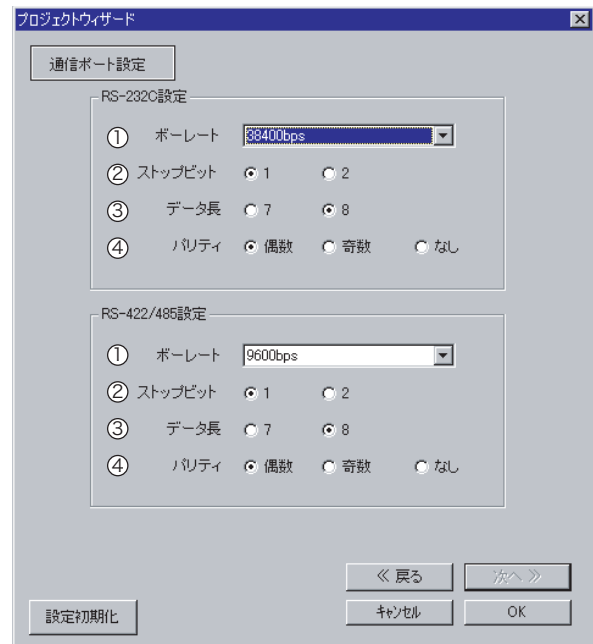 プロジェクトウィザード
通信ポート設定
RS-232C設定
① ボーレート 38400bps
② ストップビット 1 2
③ データ長 7 8
④ パリティ 偶数 奇数 なし
RS-422/485設定
① ボーレート 9600bps
② ストップビット 1 2
③ データ長 7 8
④ パリティ 偶数 奇数 なし
≪ 戻る 次へ ≫
設定初期化 キャンセル OK